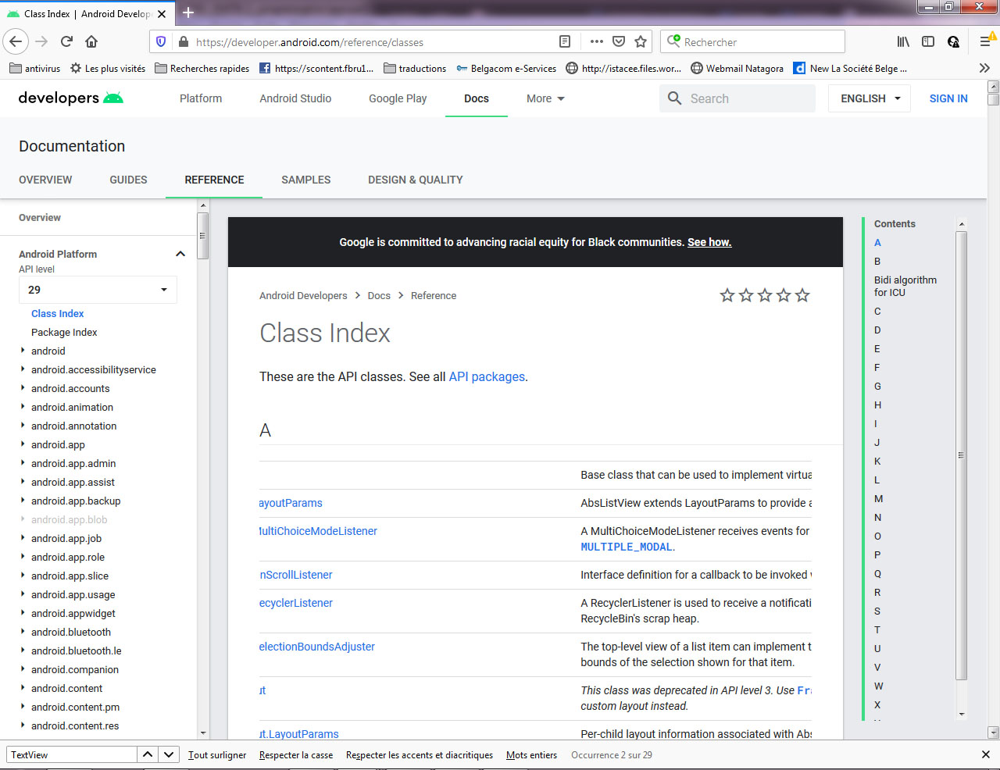 Class Index | Android Develop
https://developer.android.com/reference/classes
Rechercher
antivirus
Les plus visités
Recherches rapides
https://scontent.fbru1...
traductions
Belgacom e-Services
http://istacee.files.wor...
Webmail Natagora
New La Société Belge ...
developers
Platform
Android Studio
Google Play
Docs
More
Search
ENGLISH
SIGN IN
Documentation
OVERVIEW
GUIDES
REFERENCE
SAMPLES
DESIGN & QUALITY
Overview
Android Platform
API level
29
Class Index
Package Index
android
android.accessibilityservice
android.accounts
android.animation
android.annotation
android.app
android.app.admin
android.app.assist
android.app.backup
android.app.blob
android.app.job
android.app.role
android.app.slice
android.app.usage
android.appwidget
android.bluetooth
android.bluetooth.le
android.companion
android.content
android.content.pm
android.content.res
Google is committed to advancing racial equity for Black communities. See how.
Android Developers > Docs > Reference
Class Index
These are the API classes. See all API packages.
A
Base class that can be used to implement virtua
ayoutParams
AbsListView extends LayoutParams to provide a
MultiChoiceModeListener
A MultiChoiceModeListener receives events for
MULTIPLE_MODAL.
nScrollListener
Interface definition for a callback to be invoked
ecyclerListener
A RecyclerListener is used to receive a notificati
RecycleBin's scrap heap.
electionBoundsAdjuster
The top-level view of a list item can implement t
bounds of the selection shown for that item.
ut
This class was deprecated in API level 3. Use Fra
custom layout instead.
ut.LayoutParams
Per-child layout information associated with Abs
Contents
A
B
Bidi algorithm
for ICU
C
D
E
F
G
H
I
J
K
L
M
N
O
P
Q
R
S
T
U
V
W
X
TextView
Tout surligner
Respecter la casse
Respecter les accents et diacritiques
Mots entiers
Occurrence 2 sur 29